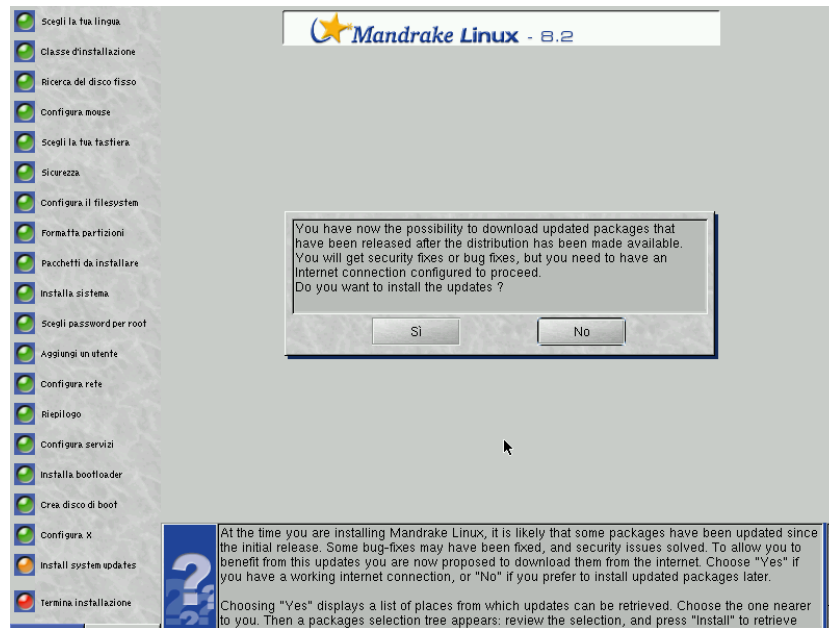 Scegli la tua lingua
Classe d'installazione
Ricerca del disco fisso
Configura mouse
Scegli la tua tastiera
Sicurezza
Configura il filesystem
Formatta partizioni
Pacchetti da installare
Installa sistema
Scegli password per root
Aggiungi un utente
Configura rete
Riepilogo
Configura servizi
Installa bootloader
Crea disco di boot
Configura X
Install system updates
Termina installazione
Mandrake Linux - 8.2
You have now the possibility to download updated packages that
have been released after the distribution has been made available.
You will get security fixes or bug fixes, but you need to have an
Internet connection configured to proceed.
Do you want to install the updates ?
Sì
No
At the time you are installing Mandrake Linux, it is likely that some packages have been updated since
the initial release. Some bug-fixes may have been fixed, and security issues solved. To allow you to
benefit from this updates you are now proposed to download them from the internet. Choose "Yes" if
you have a working internet connection, or "No" if you prefer to install updated packages later.
Choosing "Yes" displays a list of places from which updates can be retrieved. Choose the one nearer
to you. Then a packages selection tree appears: review the selection, and press "Install" to retrieve